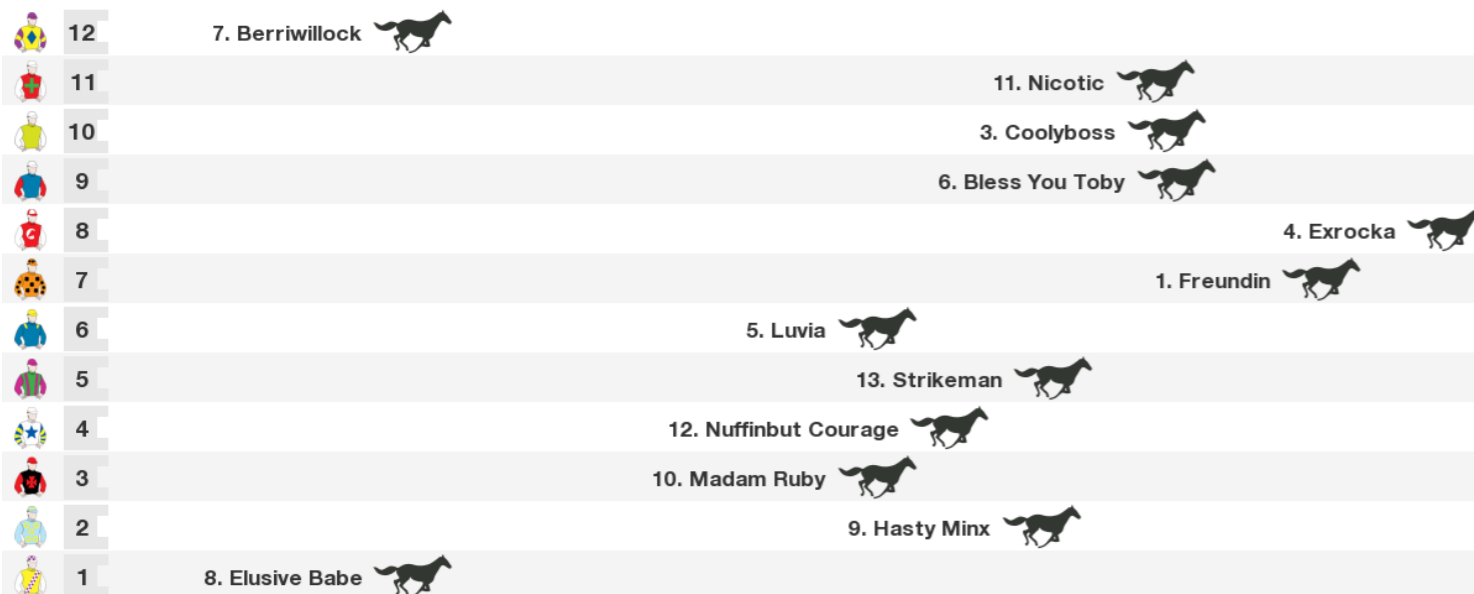 12 7. Berriwillock
11 11. Nicotic
10 3. Coolyboss
9 6. Bless You Toby
8 4. Exrocka
C
7 1. Freundin
6 5. Luvia
5 13. Strikeman
4 12. Nuffinbut Courage
3 10. Madam Ruby
2 9. Hasty Minx
1 8. Elusive Babe